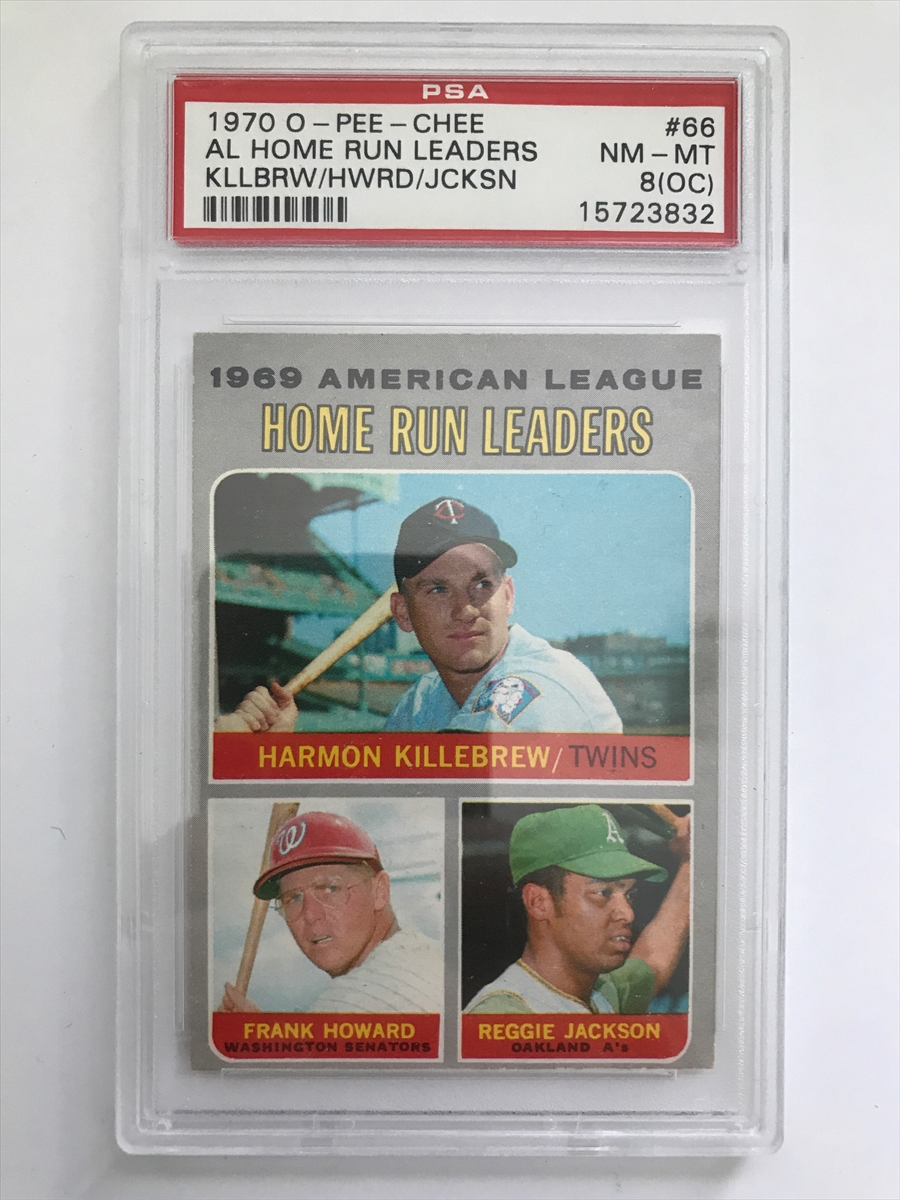 PSA
1970 O-PEE-CHEE #66
AL HOME RUN LEADERS NM-MT
KLLBRW/HWRD/JCKSN 8(OC)
15723832
1969 AMERICAN LEAGUE
HOME RUN LEADERS
HARMON KILLEBREW/TWINS
FRANK HOWARD
WASHINGTON SENATORS
REGGIE JACKSON
OAKLAND A's